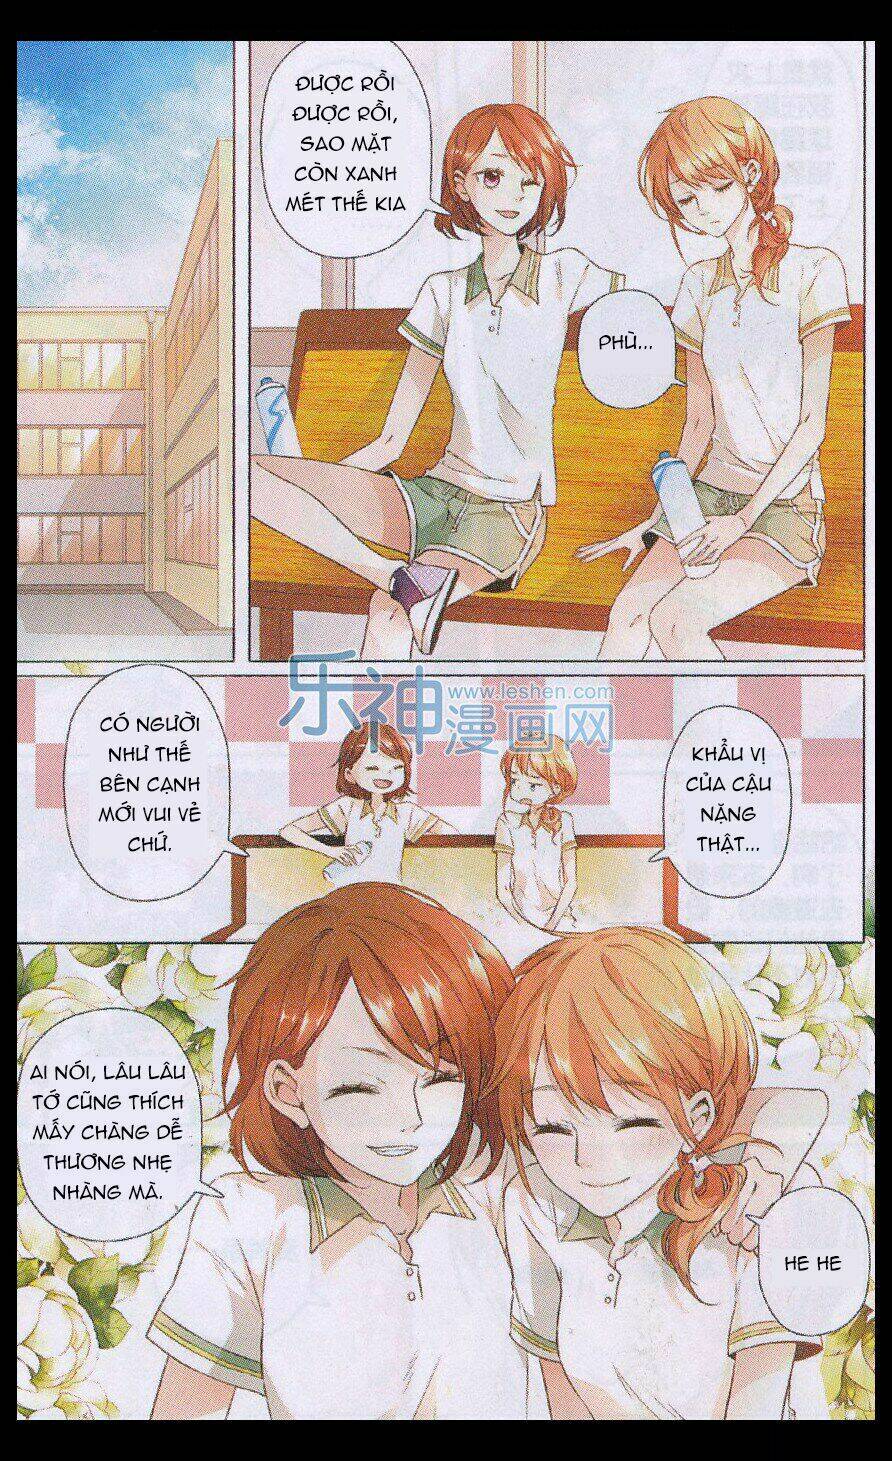 ĐƯỢC RỒI
ĐƯỢC RỒI,
SAO MẶT
CÒN XANH
MÉT THẾ KIA
PHÙ...
乐神漫画网
www.leshen.com
CÓ NGƯỜI
NHƯ THẾ
BÊN CẠNH
MỚI VUI VẺ
CHỨ.
KHẨU VỊ
CỦA CẬU
NẶNG
THẬT...
AI NÓI, LÂU LÂU
TỚ CŨNG THÍCH
MẤY CHÀNG DỄ
THƯƠNG NHẸ
NHÀNG MÀ.
HE HE